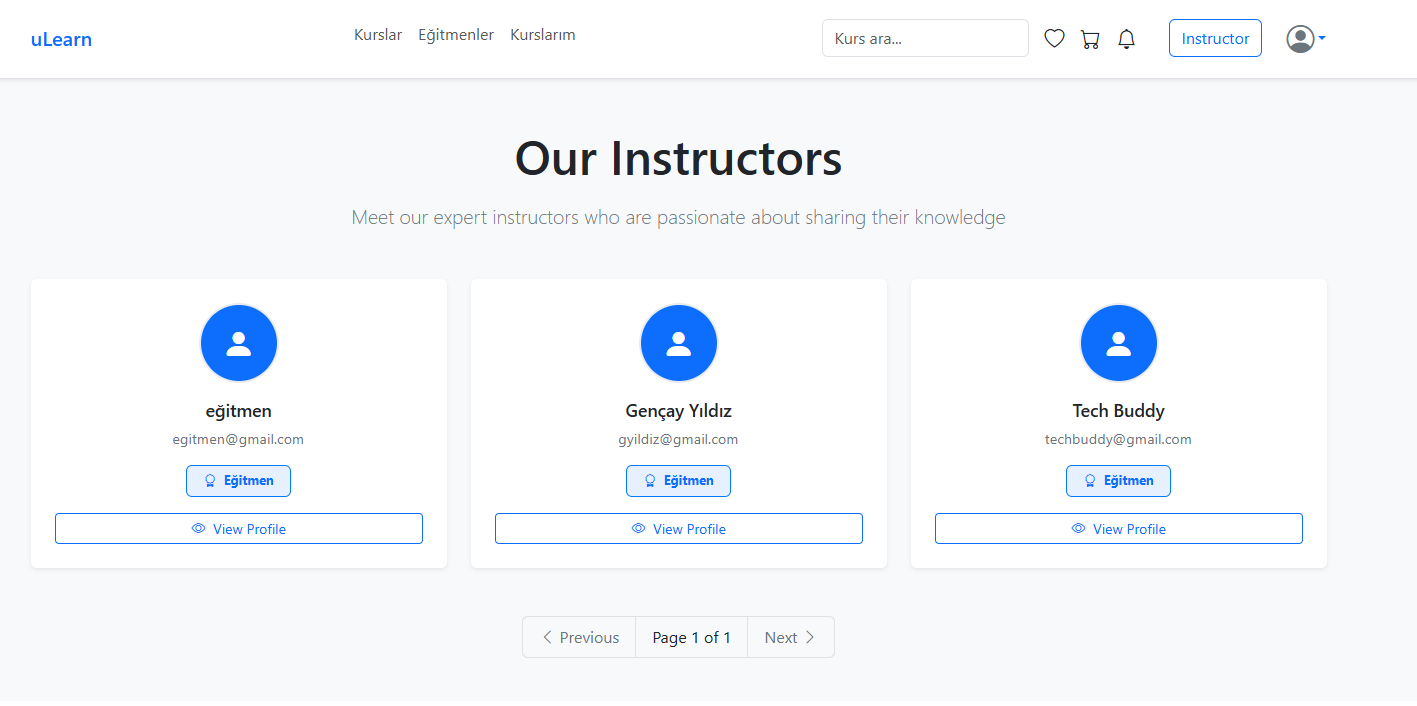 uLearn Kurslar Eğitmenler Kurslarım Kurs ara... Instructor
Our Instructors
Meet our expert instructors who are passionate about sharing their knowledge
eğitmen
egitmen@gmail.com
Eğitmen
View Profile
Gençay Yıldız
gyildiz@gmail.com
Eğitmen
View Profile
Tech Buddy
techbuddy@gmail.com
Eğitmen
View Profile
Previous Page 1 of 1 Next